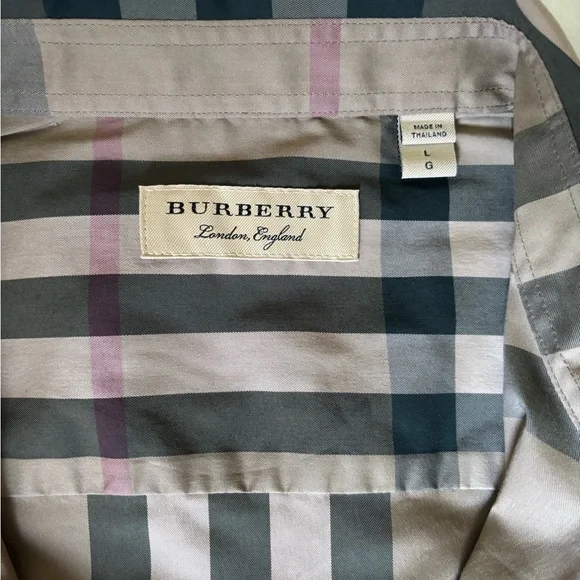 MADE IN
THAILAND
L
G
BURBERRY
London, England